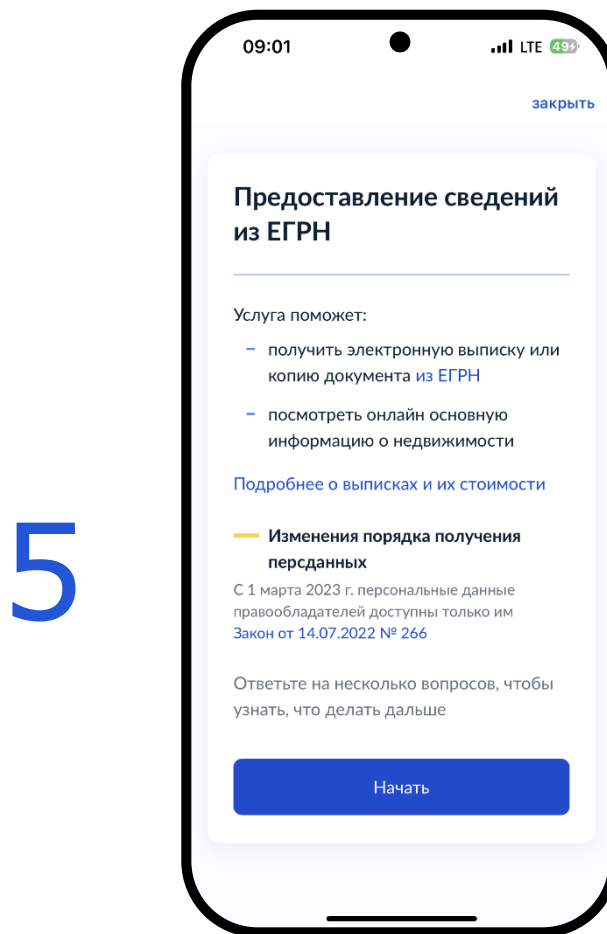 09:01
LTE 49
закрыть
Предоставление сведений
из ЕГРН
Услуга поможет:
– получить электронную выписку или
копию документа из ЕГРН
– посмотреть онлайн основную
информацию о недвижимости
Подробнее о выписках и их стоимости
5
Изменения порядка получения
персданных
С 1 марта 2023 г. персональные данные
правообладателей доступны только им
Закон от 14.07.2022 № 266
Ответьте на несколько вопросов, чтобы
узнать, что делать дальше
Начать